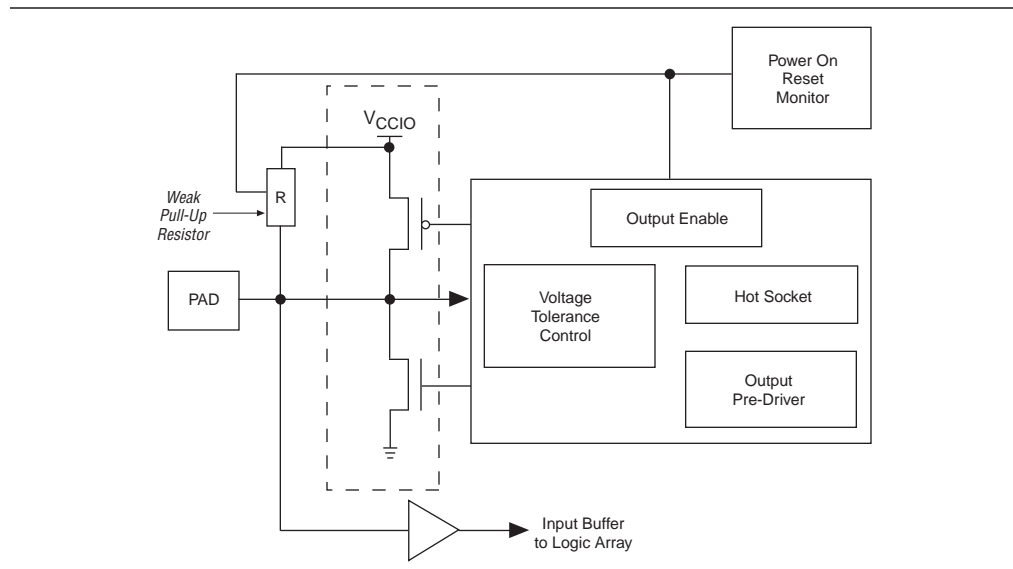 Power On
Reset
Monitor
VCCIO
R
Weak
Pull-Up
Resistor
Output Enable
PAD
Voltage
Tolerance
Control
Hot Socket
Output
Pre-Driver
Input Buffer
to Logic Array